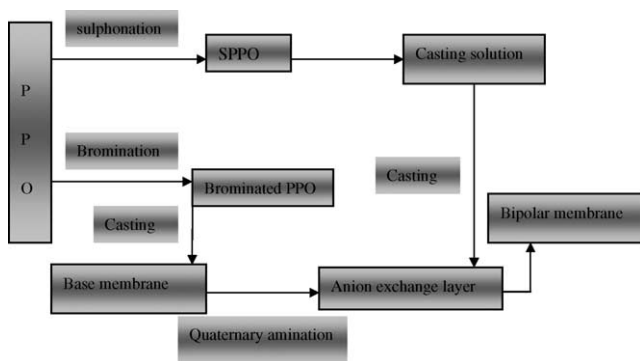 sulphonation
SPPO
Casting solution
P
P
O
Bromination
Brominated PPO
Casting
Casting
Bipolar membrane
Base membrane
Anion exchange layer
Quaternary amination